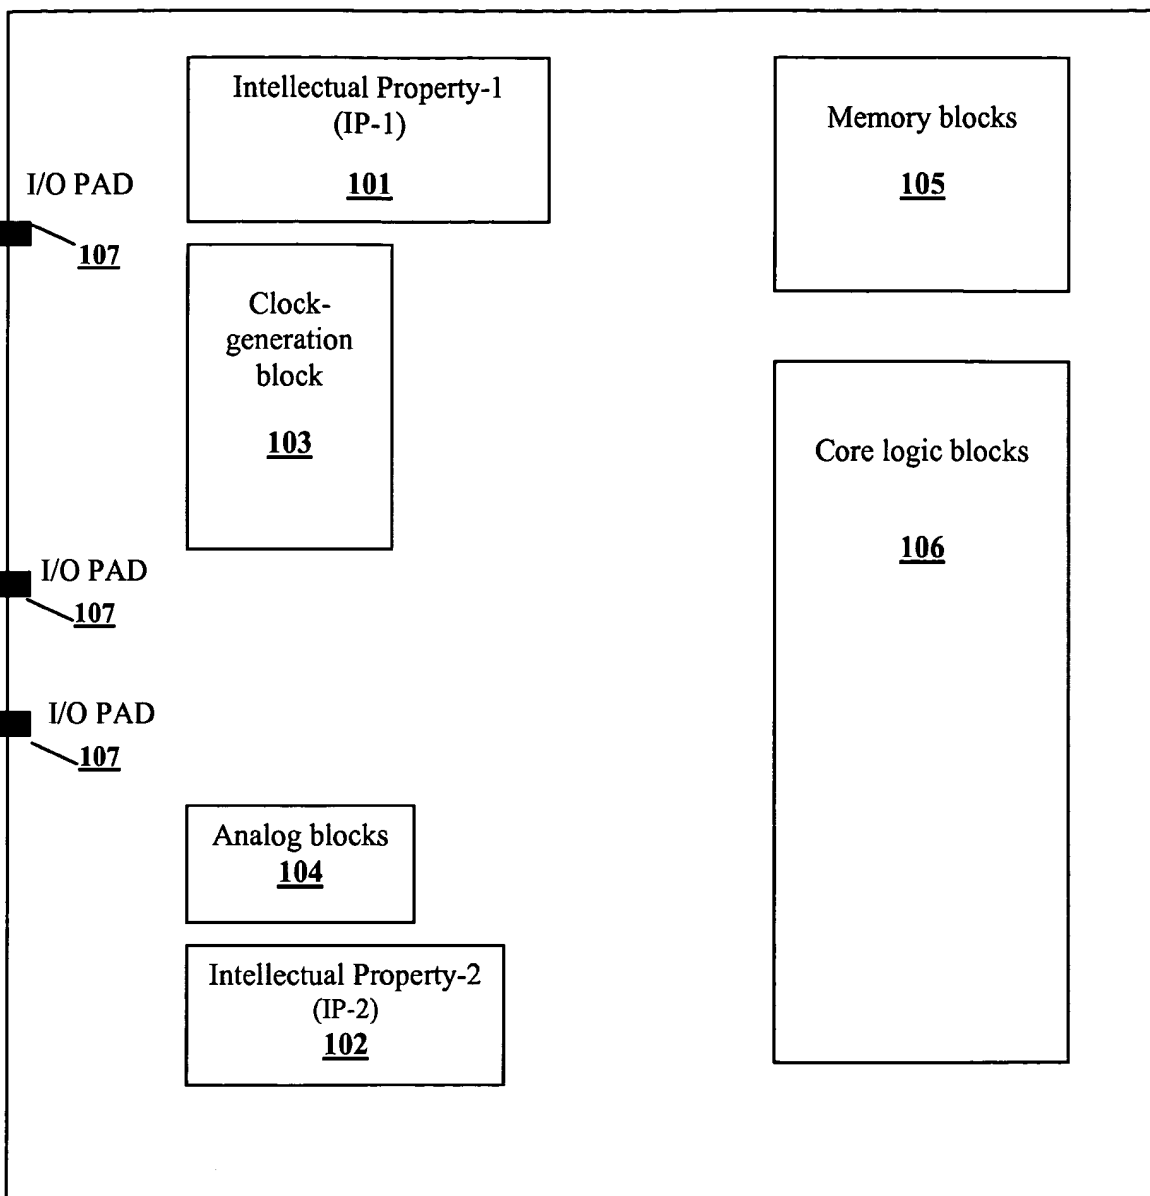 Intellectual Property-1
(IP-1)
101
Memory blocks
105
I/O PAD
107
Clock-
generation
block
103
Core logic blocks
106
I/O PAD
107
I/O PAD
107
Analog blocks
104
Intellectual Property-2
(IP-2)
102